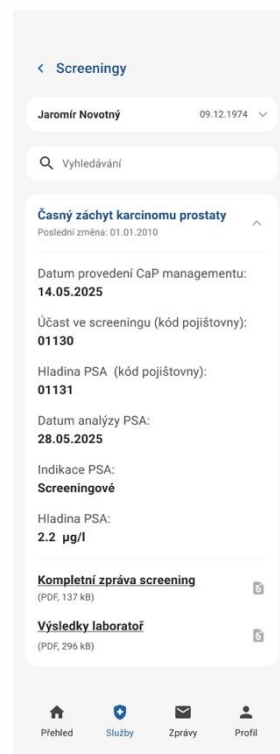 Screeningy
Jaromír Novotný 09.12.1974
Vyhledávání
Časný záchyt karcinomu prostaty
Poslední změna: 01.01.2010
Datum provedení CaP managementu:
14.05.2025
Účast ve screeningu (kód pojištovny):
01130
Hladina PSA (kód pojištovny):
01131
Datum analýzy PSA:
28.05.2025
Indikace PSA:
Screeningové
Hladina PSA:
2.2 µg/l
Kompletní zpráva screening
(PDF, 137 kB)
Výsledky laboratoř
(PDF, 296 kB)
Přehled Služby Zprávy Profil